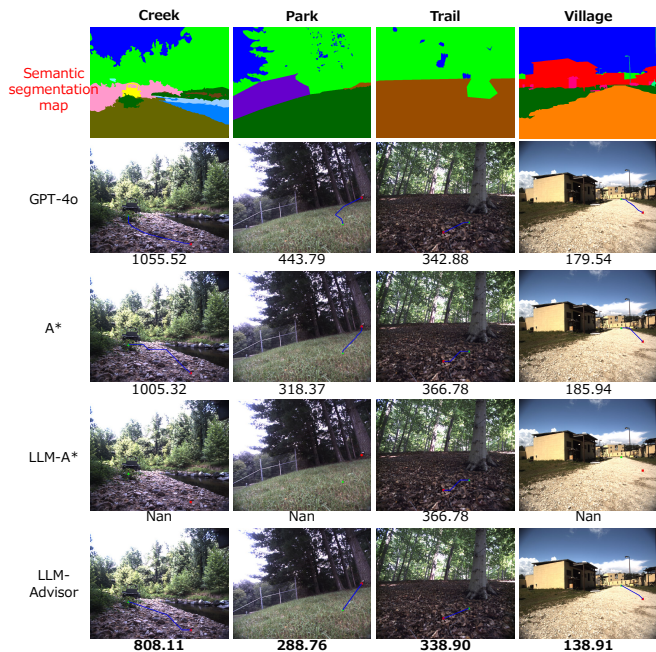 Creek Park Trail Village
Semantic
segmentation
map
GPT-4o
1055.52 443.79 342.88 179.54
A*
1005.32 318.37 366.78 185.94
LLM-A*
Nan Nan 366.78 Nan
LLM-
Advisor
808.11 288.76 338.90 138.91